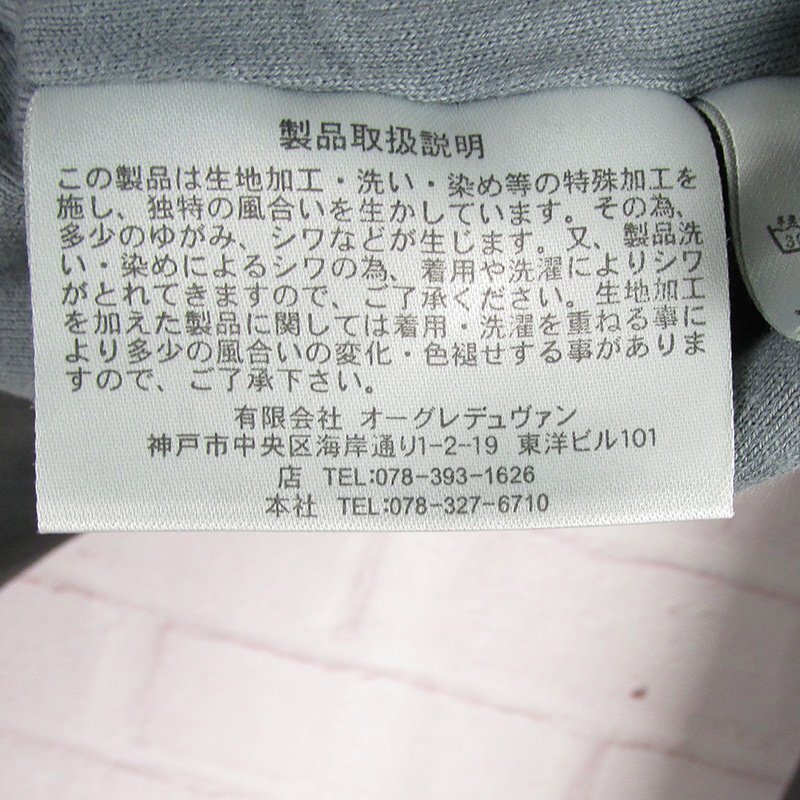 製品取扱説明
この製品は生地加工・洗い・染め等の特殊加工を
施し、独特の風合いを生かしています。その為、
多少のゆがみ、シワなどが生じます。又、製品洗
い・染めによるシワの為、着用や洗濯によりシワ
がとれてきますので、ご了承ください。生地加工
を加えた製品に関しては着用・洗濯を重ねる事に
より多少の風合いの変化・色褪せする事がありま
すので、ご了承下さい。
有限会社 オーグレデュヴァン
神戸市中央区海岸通り1-2-19 東洋ビル101
店 TEL:078-393-1626
本社 TEL:078-327-6710